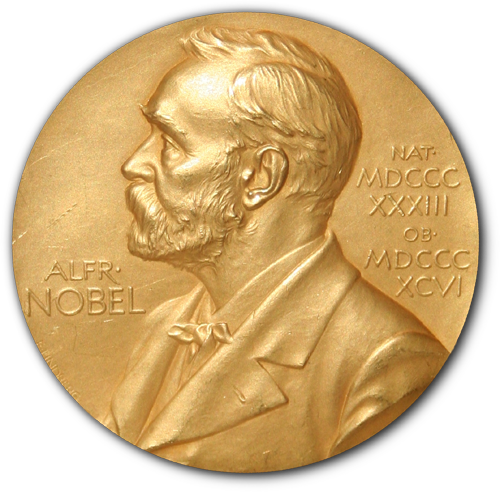 ALFR·
NOBEL
NAT·
MDCCC
XXXIII
OB·
MDCCC
XCVI